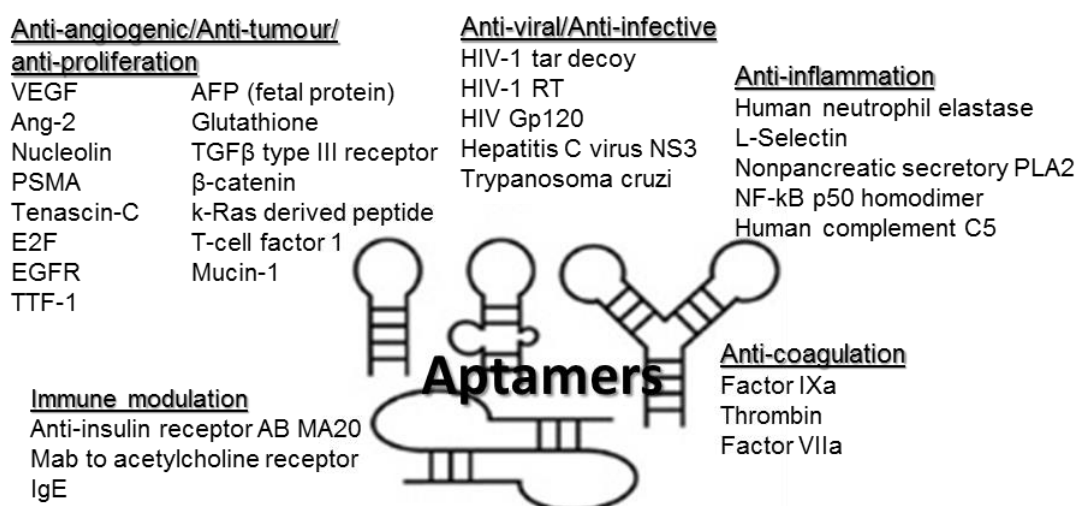 Anti-angiogenic/Anti-tumour/
anti-proliferation
VEGF
Ang-2
Nucleolin
PSMA
Tenascin-C
E2F
EGFR
TTF-1
AFP (fetal protein)
Glutathione
TGFβ type III receptor
β-catenin
k-Ras derived peptide
T-cell factor 1
Mucin-1
Anti-viral/Anti-infective
HIV-1 tar decoy
HIV-1 RT
HIV Gp120
Hepatitis C virus NS3
Trypanosoma cruzi
Anti-inflammation
Human neutrophil elastase
L-Selectin
Nonpancreatic secretory PLA2
NF-kB p50 homodimer
Human complement C5
Aptamers
Anti-coagulation
Factor IXa
Thrombin
Factor VIIa
Immune modulation
Anti-insulin receptor AB MA20
Mab to acetylcholine receptor
IgE